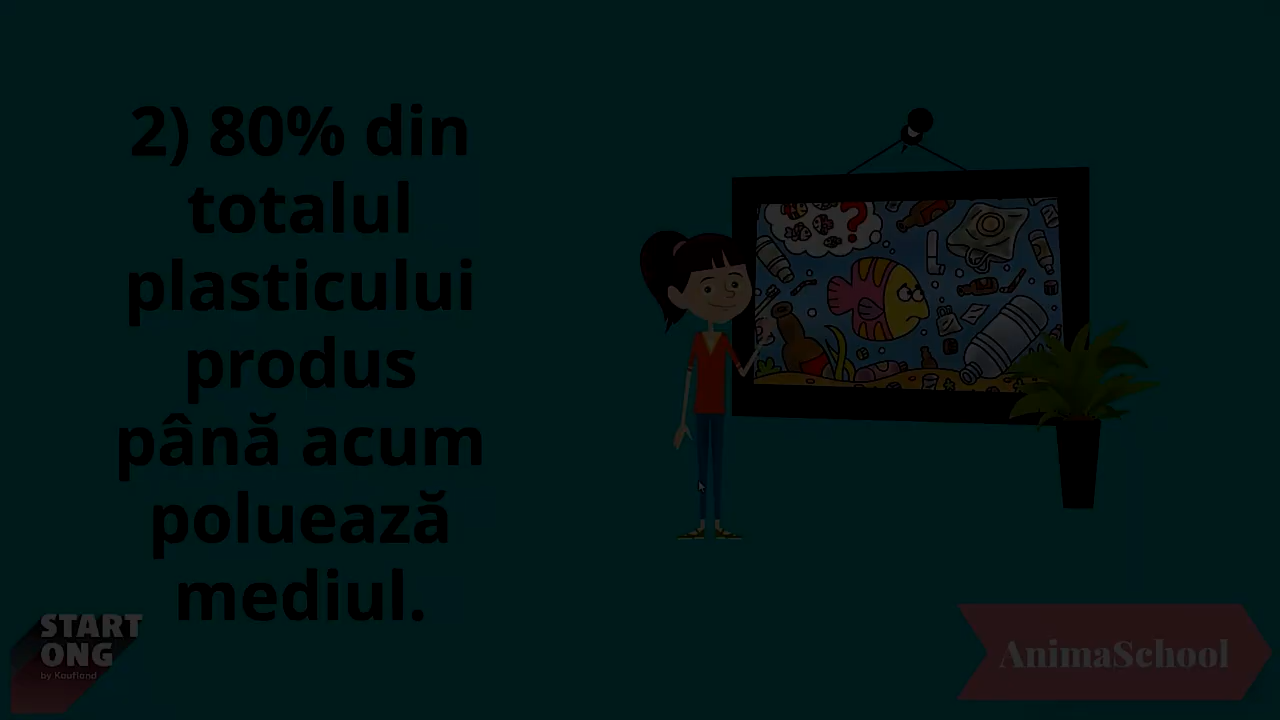 2) 80% din
totalul
plasticului
produs
până acum
poluează
mediul.
START
ONG
by Kaufland
AnimaSchool
?